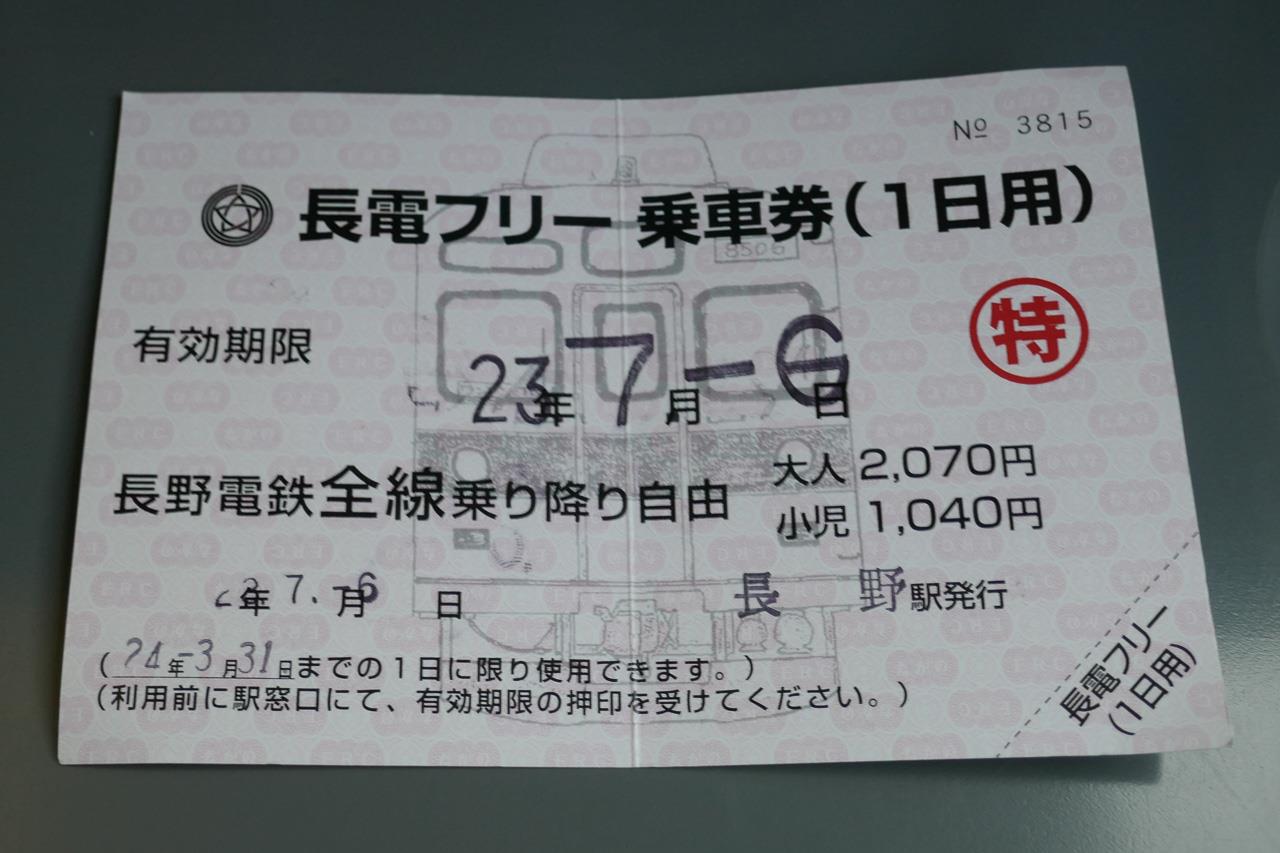 № 3815
長電フリー 乗車券(1日用)
8506
特
有効期限 23年7月-6日
長野電鉄全線乗り降り自由
大人 2,070円
小児 1,040円
23年7.月6日 長野駅発行
(24年-3月31日までの1日に限り使用できます。)
(利用前に駅窓口にて、有効期限の押印を受けてください。)
長電フリー
(1日用)